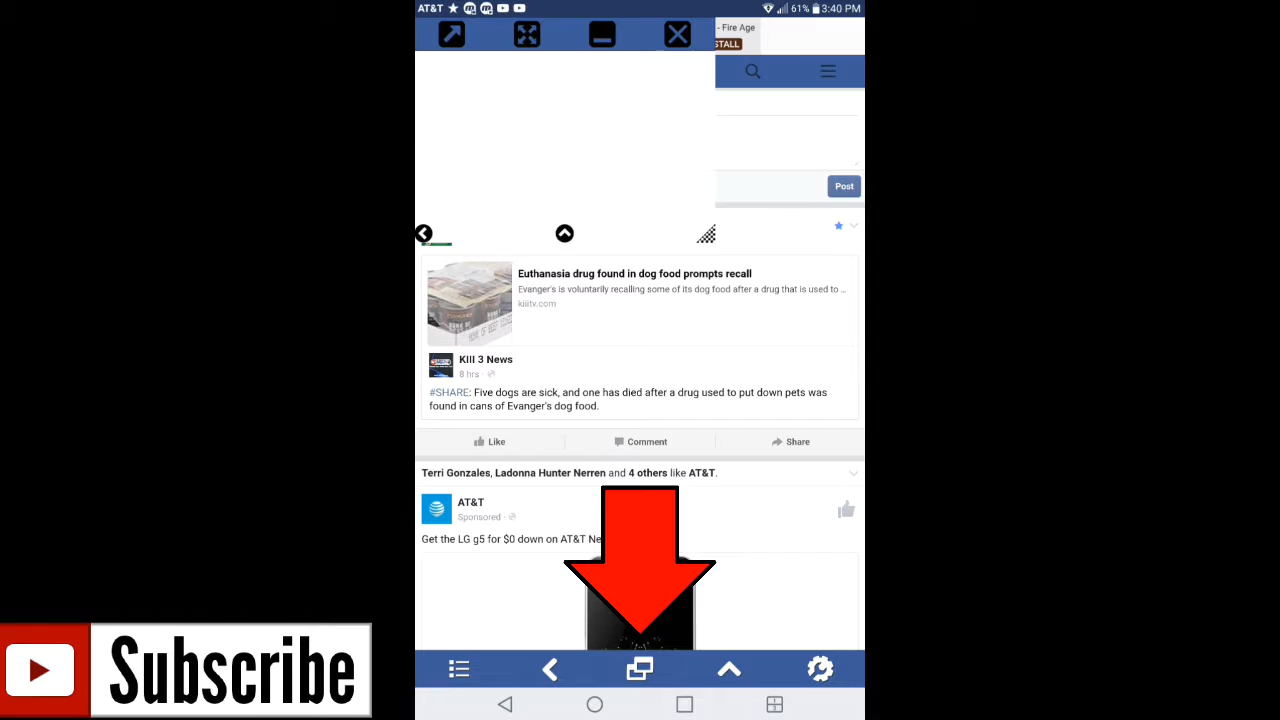 AT&T 61% 3:40 PM
- Fire Age
STALL
Post
Euthanasia drug found in dog food prompts recall
Evanger's is voluntarily recalling some of its dog food after a drug that is used to ...
kiiitv.com
KIII 3 News
8 hrs ·
#SHARE: Five dogs are sick, and one has died after a drug used to put down pets was
found in cans of Evanger's dog food.
Like Comment Share
Terri Gonzales, Ladonna Hunter Nerren and 4 others like AT&T.
AT&T
Sponsored ·
Get the LG g5 for $0 down on AT&T Ne
Subscribe